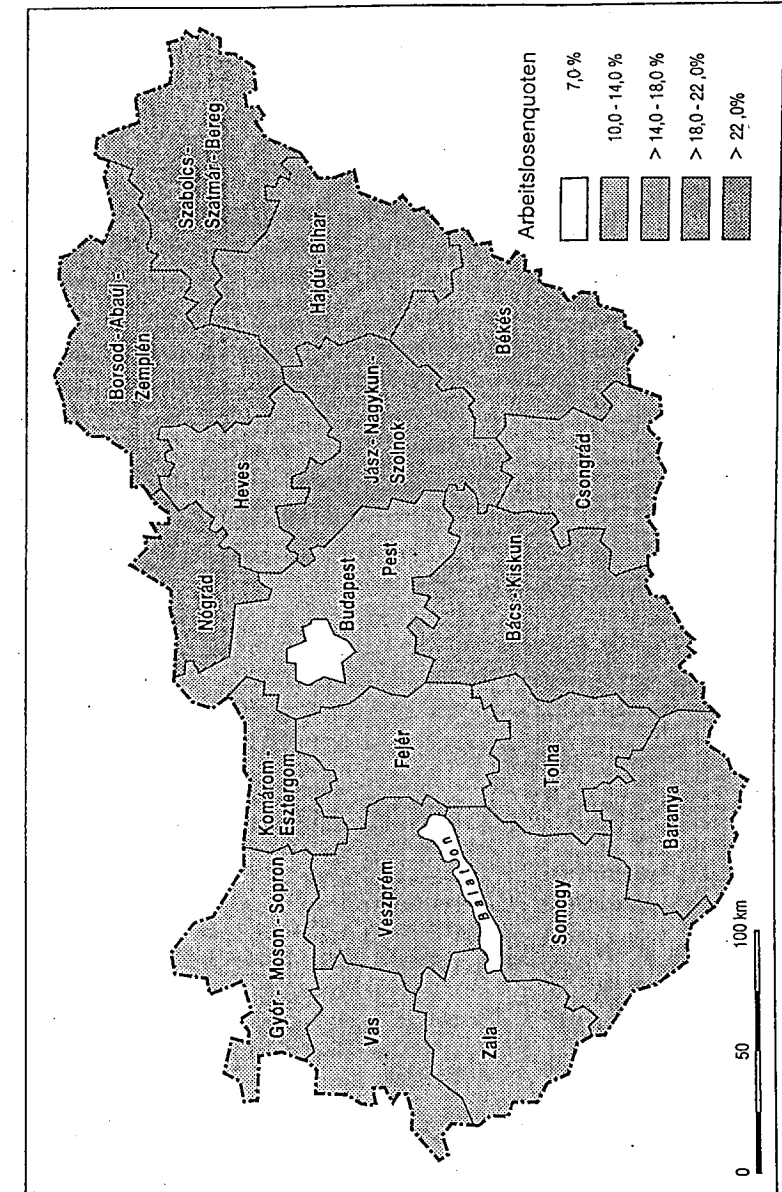 Szabólcs -
Szatmár - Bereg
Borsod - Abaúj -
Zemplén
Hajdú - Bihar
Nógrád
Heves
Jász - Nagykun -
Szolnok
Békés
Budapest
Pest
Komárom -
Esztergom
Győr - Moson - Sopron
Fejér
Bács - Kiskun
Csongrád
Veszprém
Vas
Balaton
Tolna
Zala
Somogy
Baranya
Arbeitslosenquoten
7,0 %
10,0 - 14,0 %
> 14,0 - 18,0 %
> 18,0 - 22 ,0%
> 22 ,0%
0 50 100 km